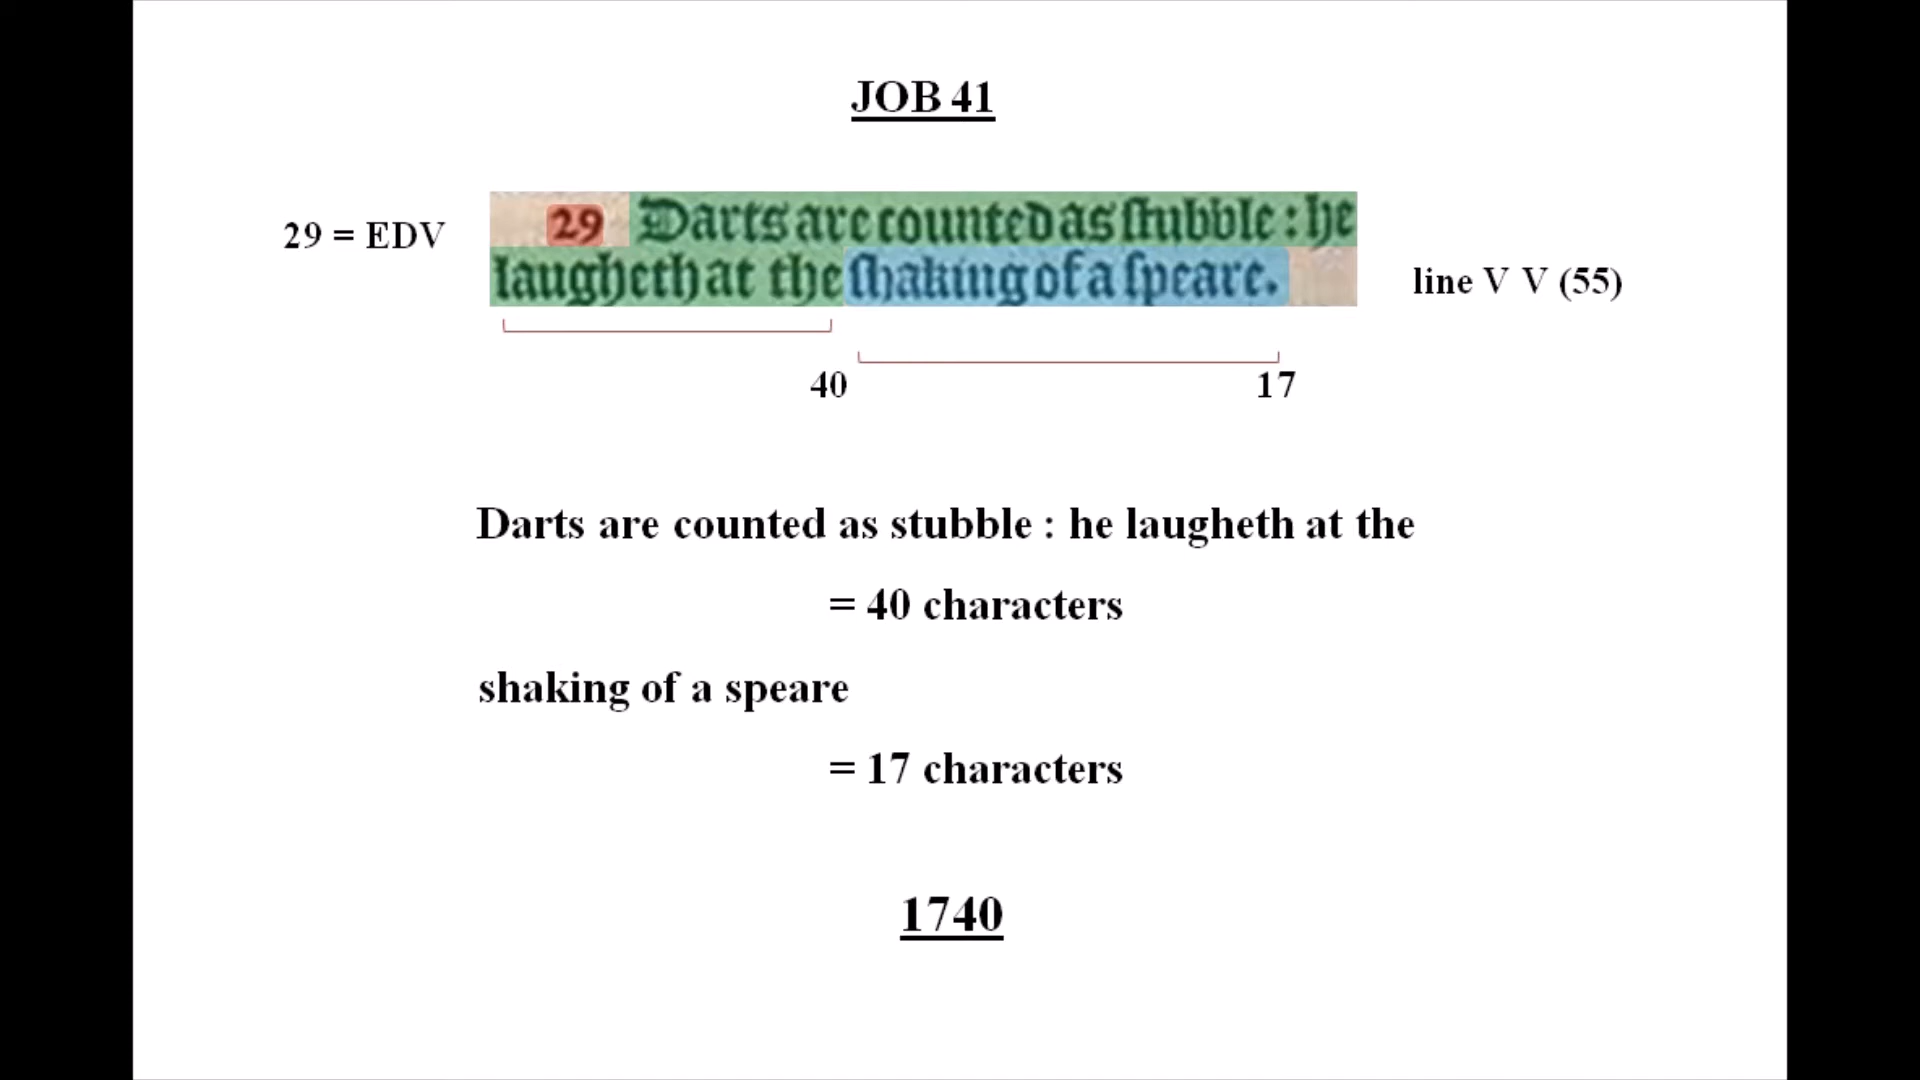 JOB 41
29 = EDV
29 Darts are counted as ſtubble : he
laugheth at the ſhaking of a ſpeare.
line V V (55)
40
17
Darts are counted as stubble : he laugheth at the
= 40 characters
shaking of a speare
= 17 characters
1740